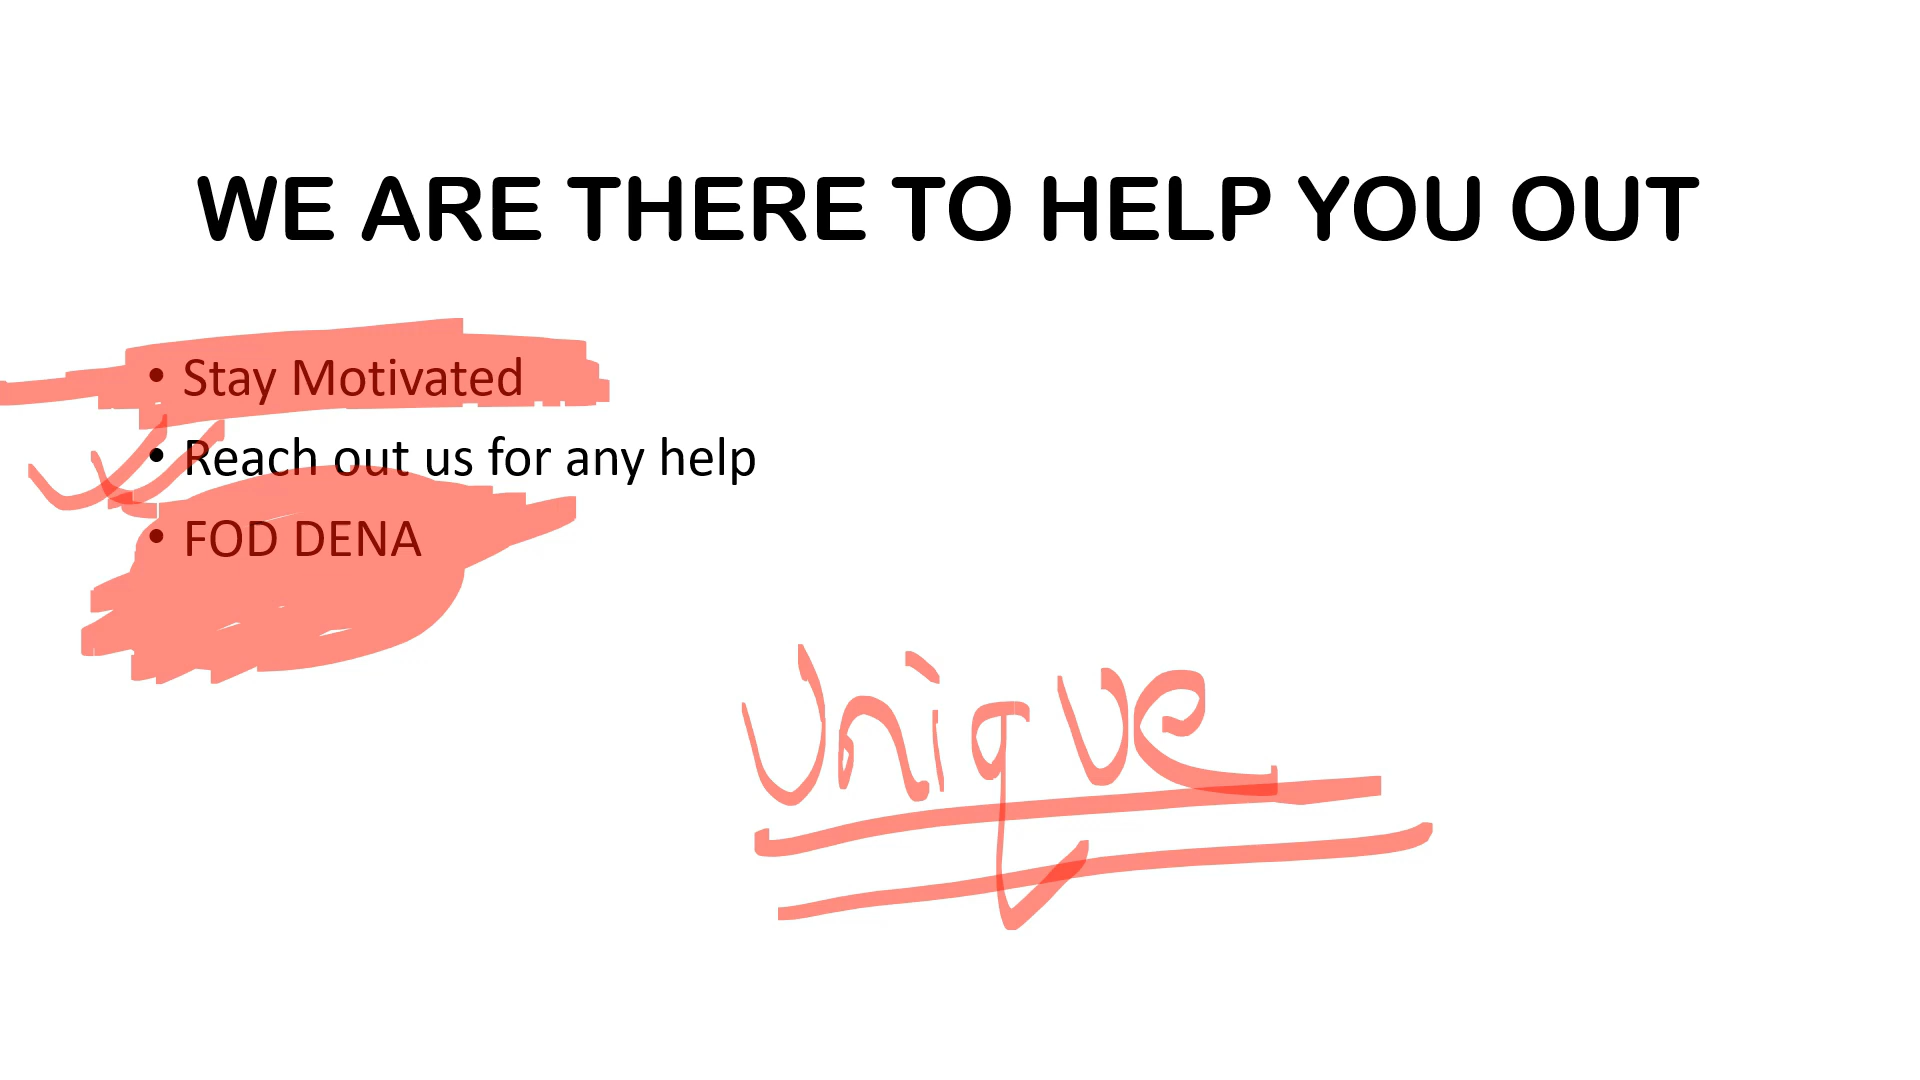 WE ARE THERE TO HELP YOU OUT
• Stay Motivated
• Reach out us for any help
• FOD DENA
Unique